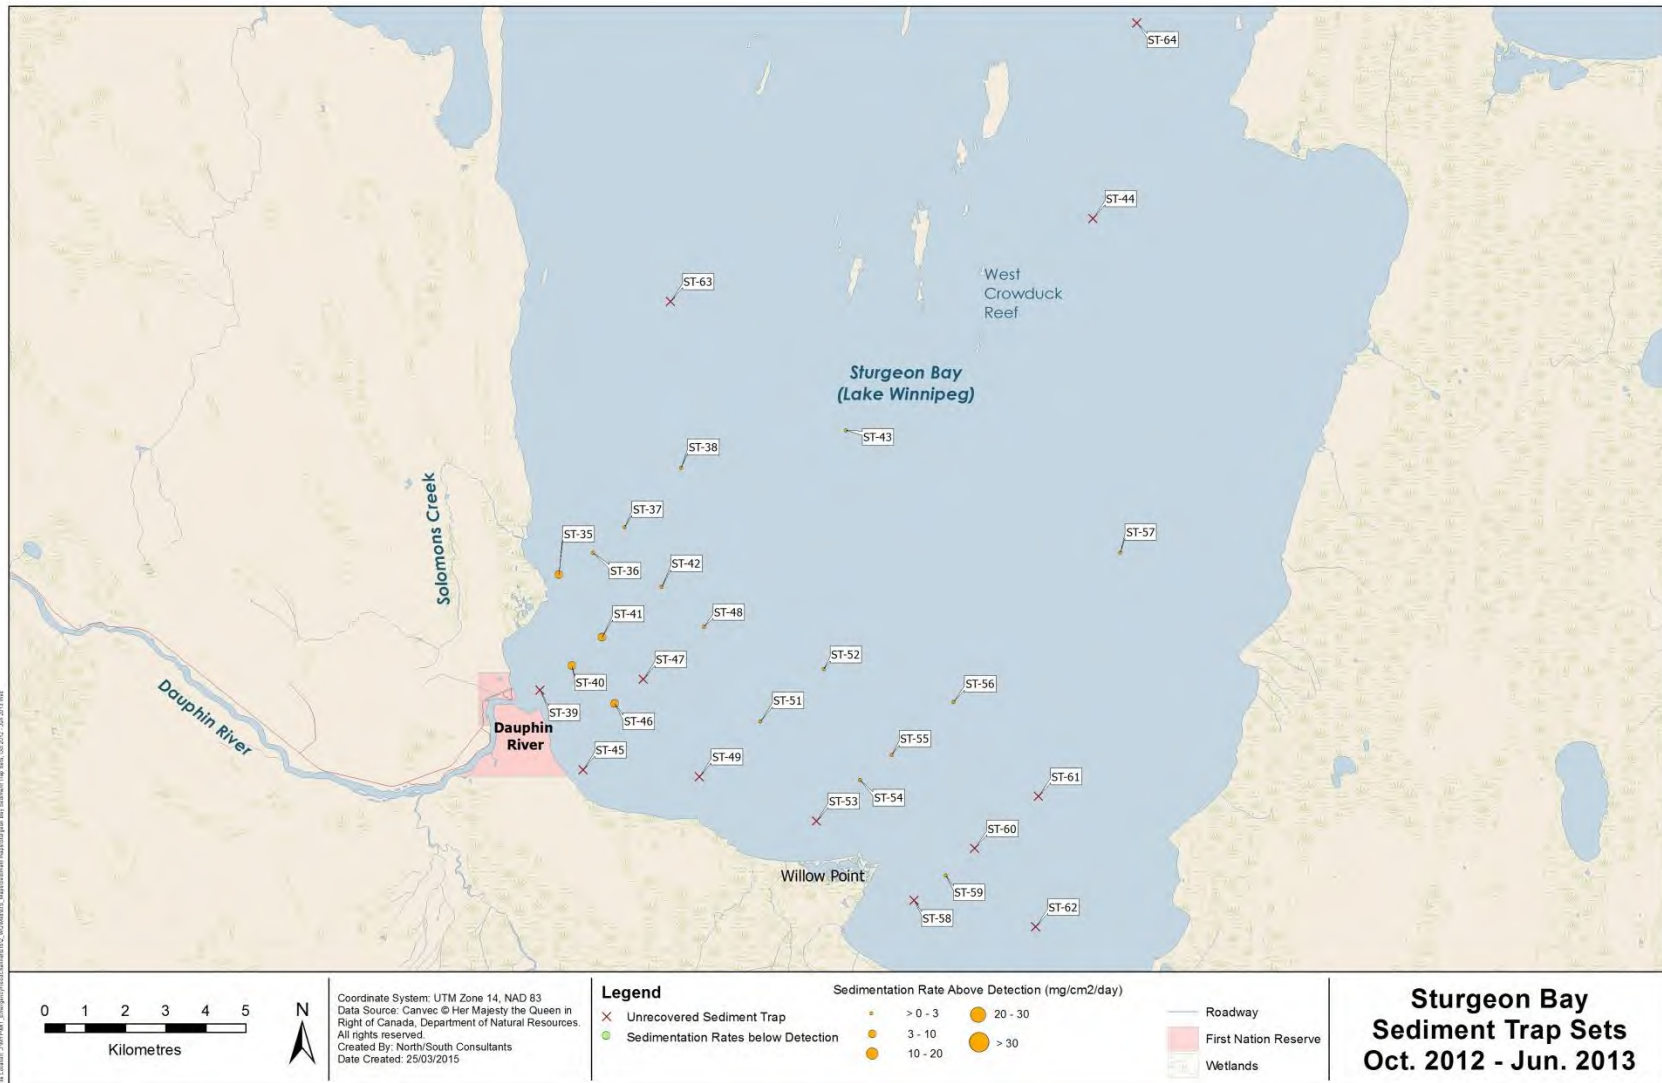 ST-64
ST-44
ST-63
West
Crowduck
Reef
Sturgeon Bay
(Lake Winnipeg)
ST-43
ST-38
ST-37
ST-35
ST-57
ST-36
ST-42
Solomons Creek
ST-41
ST-48
ST-47
ST-52
ST-40
ST-56
ST-39
ST-51
ST-46
Dauphin River
Dauphin
River
ST-55
ST-45
ST-49
ST-61
ST-54
ST-53
ST-60
Willow Point
ST-59
ST-58
ST-62
0 1 2 3 4 5
Kilometres
N
Coordinate System: UTM Zone 14, NAD 83
Data Source: Canvec © Her Majesty the Queen in
Right of Canada, Department of Natural Resources.
All rights reserved.
Created By: North/South Consultants
Date Created: 25/03/2015
Legend
Unrecovered Sediment Trap
Sedimentation Rates below Detection
Sedimentation Rate Above Detection (mg/cm2/day)
> 0 - 3
3 - 10
10 - 20
20 - 30
> 30
Roadway
First Nation Reserve
Wetlands
Sturgeon Bay
Sediment Trap Sets
Oct. 2012 - Jun. 2013